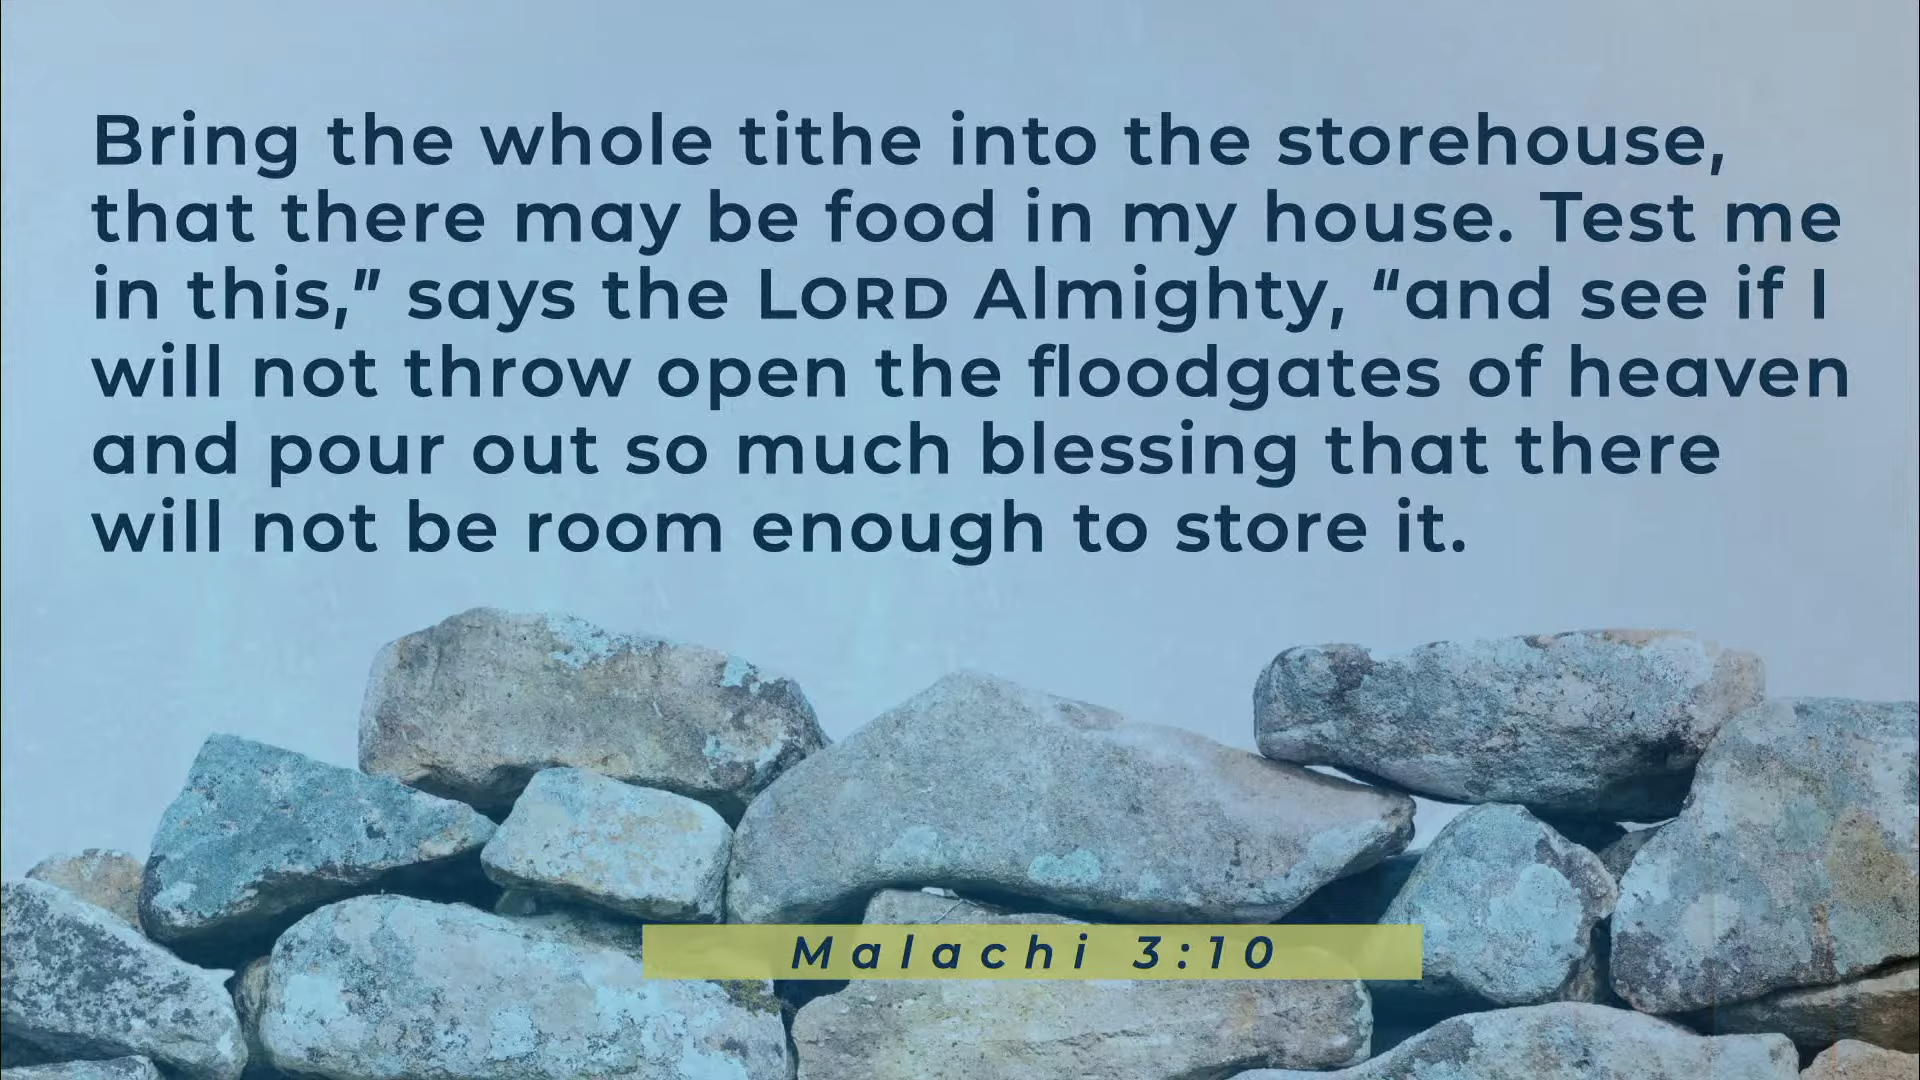 Bring the whole tithe into the storehouse,
that there may be food in my house. Test me
in this,” says the LORD Almighty, “and see if I
will not throw open the floodgates of heaven
and pour out so much blessing that there
will not be room enough to store it.
Malachi 3:10